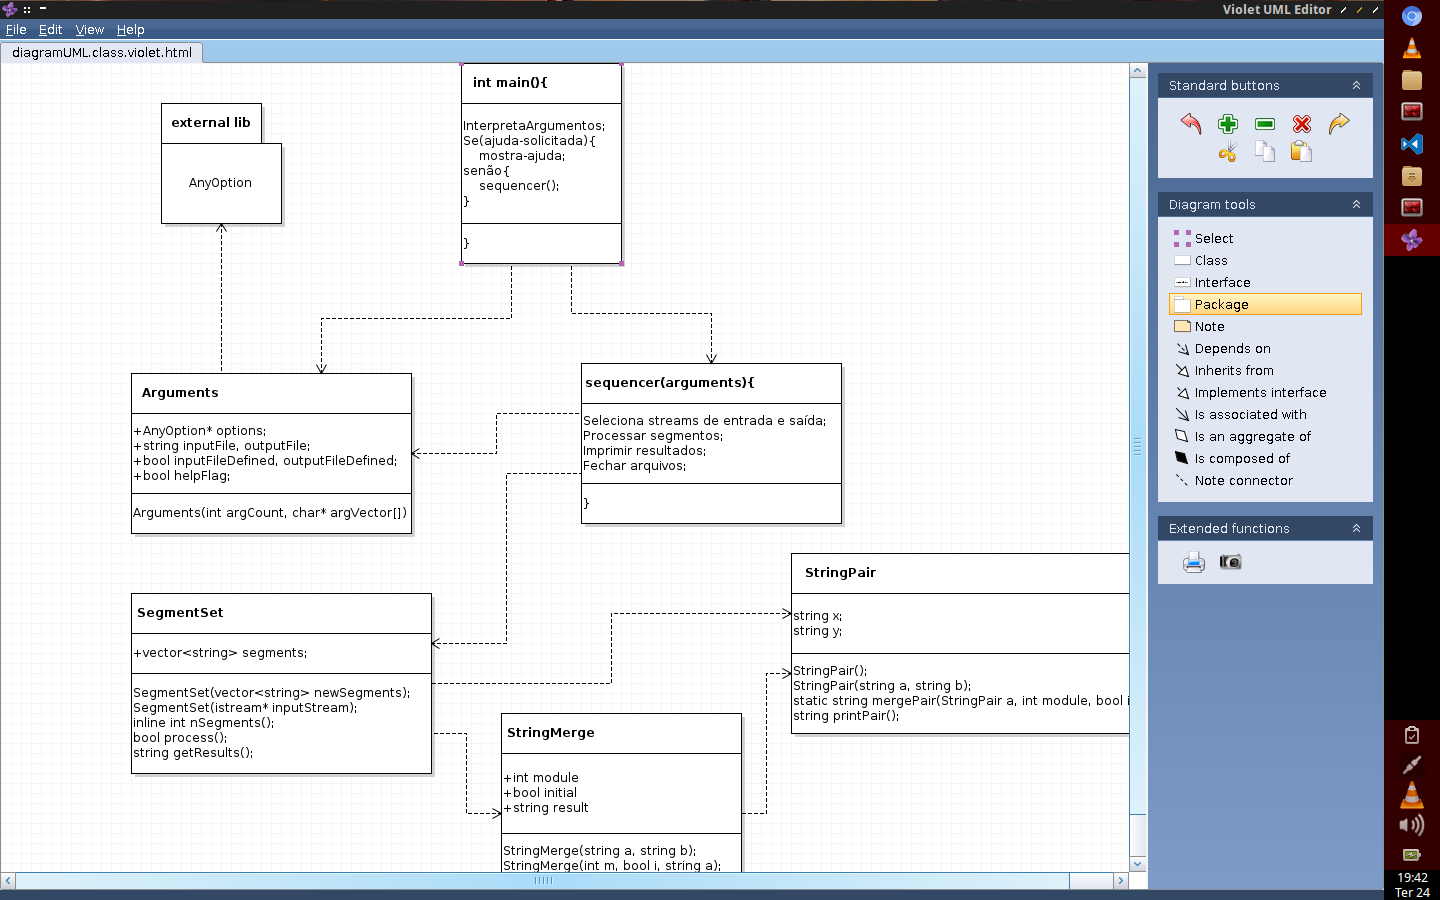 Violet UML Editor
File Edit View Help
diagramUML.class.violet.html
int main(){
InterpretaArgumentos;
Se(ajuda-solicitada){
mostra-ajuda;
senão{
sequencer();
}
}
external lib
AnyOption
Arguments
+AnyOption* options;
+string inputFile, outputFile;
+bool inputFileDefined, outputFileDefined;
+bool helpFlag;
Arguments(int argCount, char* argVector[])
sequencer(arguments){
Seleciona streams de entrada e saída;
Processar segmentos;
Imprimir resultados;
Fechar arquivos;
}
SegmentSet
+vector<string> segments;
SegmentSet(vector<string> newSegments);
SegmentSet(istream* inputStream);
inline int nSegments();
bool process();
string getResults();
StringPair
string x;
string y;
StringPair();
StringPair(string a, string b);
static string mergePair(StringPair a, int module, bool i
string printPair();
StringMerge
+int module
+bool initial
+string result
StringMerge(string a, string b);
StringMerge(int m, bool i, string a);
Standard buttons
Diagram tools
Select
Class
Interface
Package
Note
Depends on
Inherits from
Implements interface
Is associated with
Is an aggregate of
Is composed of
Note connector
Extended functions
19:42
Ter 24